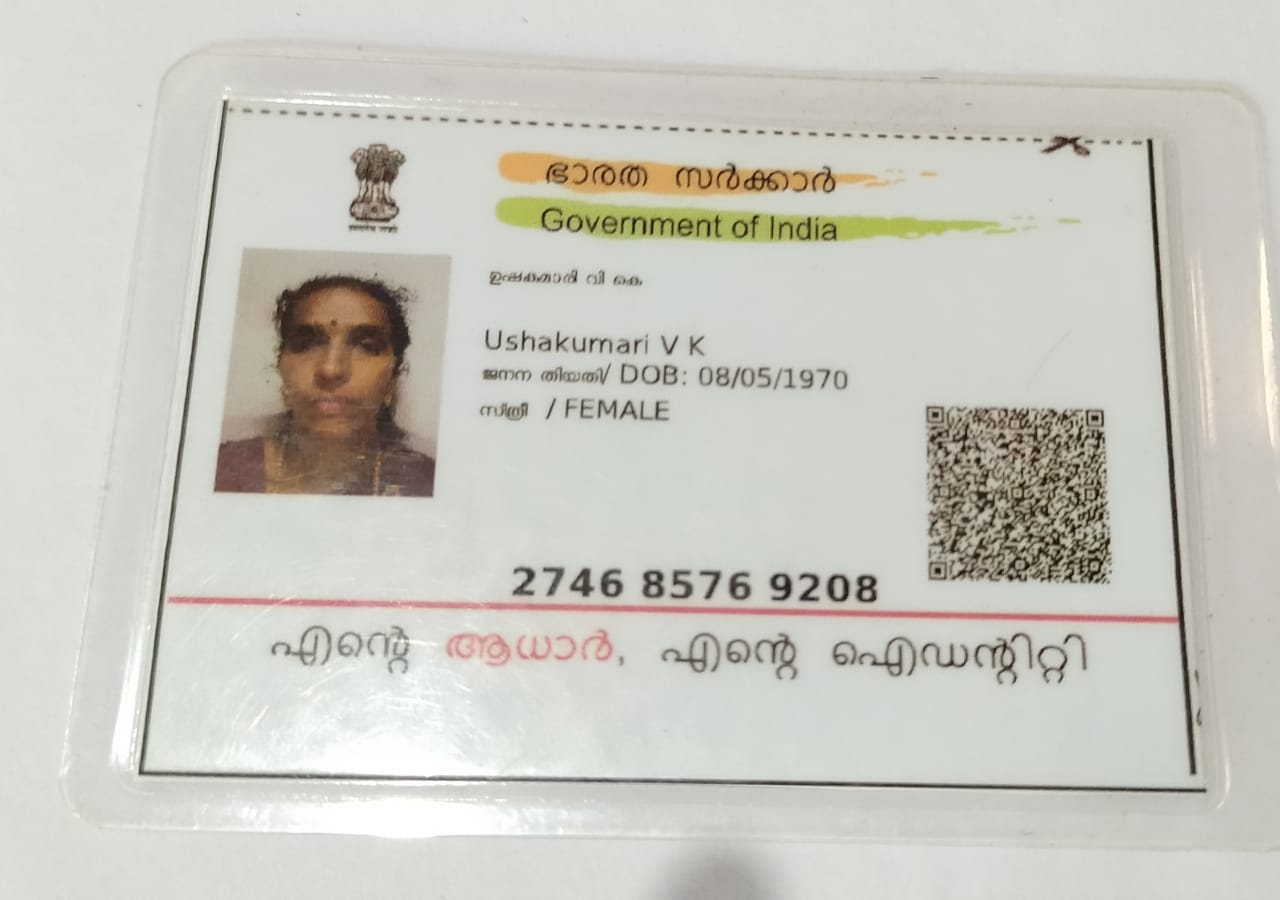 ഭാരത സർക്കാർ
Government of India
ഉഷകുമാരി വി കെ
Ushakumari V K
ജനന തിയതി/ DOB: 08/05/1970
സ്ത്രീ / FEMALE
2746 8576 9208
എന്റെ ആധാർ, എന്റെ ഐഡന്റിറ്റി